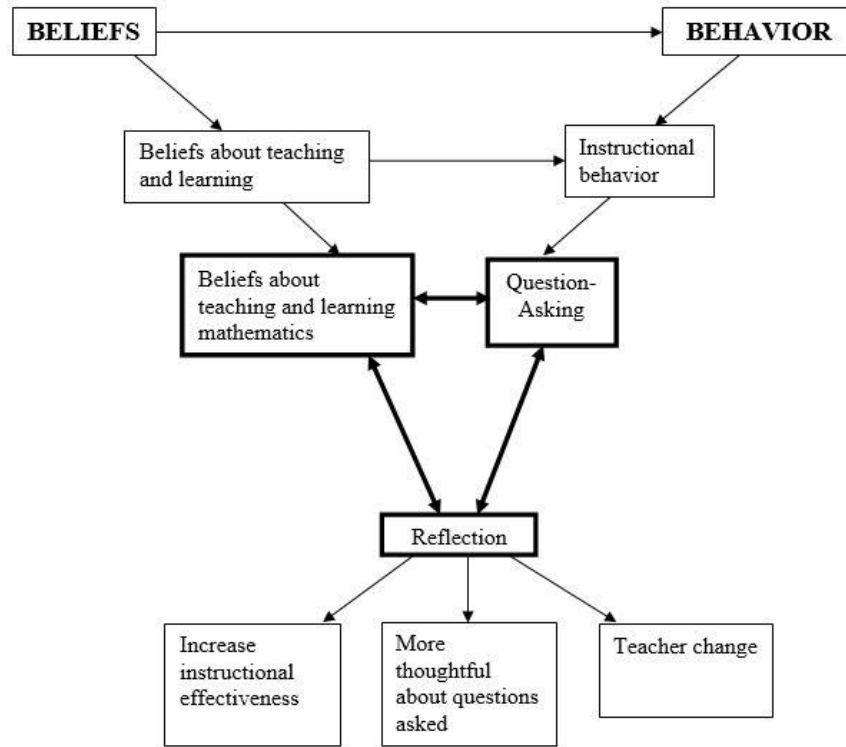 BELIEFS
BEHAVIOR
Beliefs about teaching
and learning
Instructional
behavior
Beliefs about
teaching and learning
mathematics
Question-
Asking
Reflection
Increase
instructional
effectiveness
More
thoughtful
about questions
asked
Teacher change